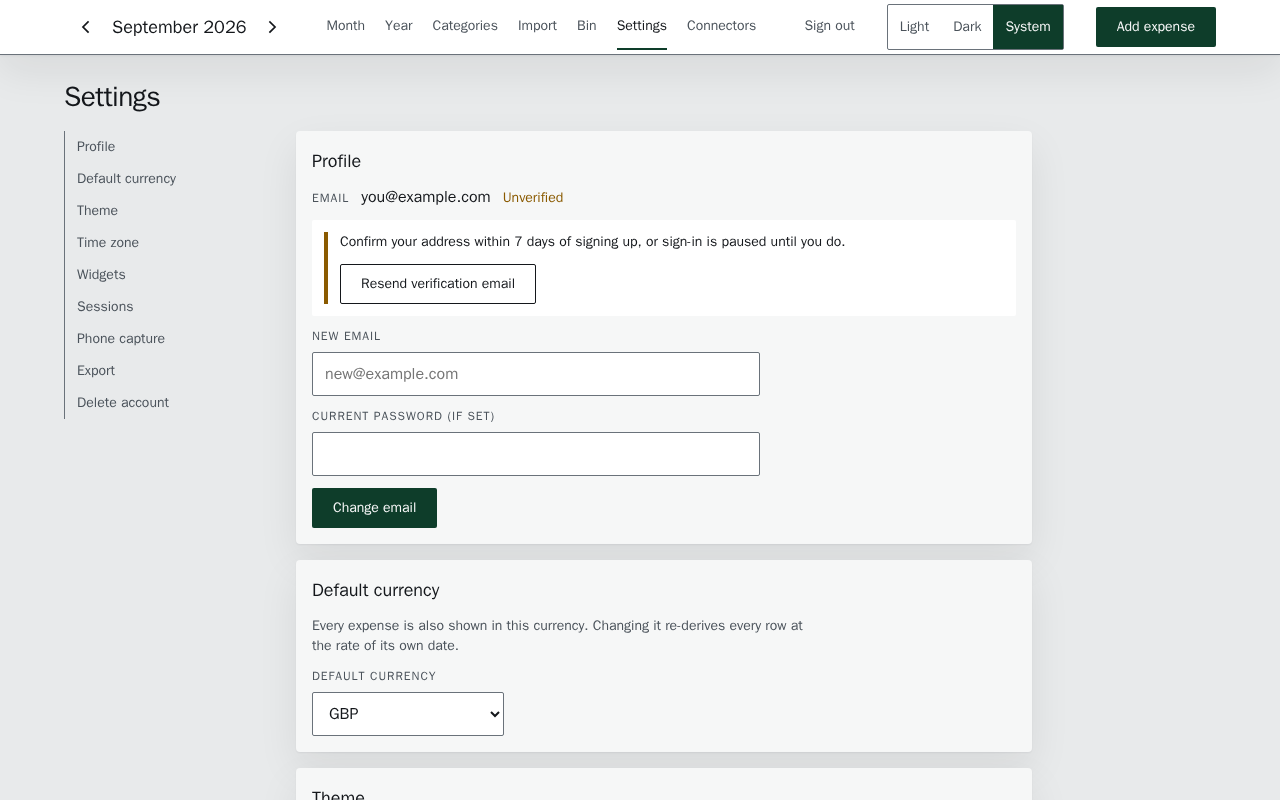 September 2026
Month Year Categories Import Bin Settings Connectors Sign out Light Dark System Add expense
Settings
Profile
Default currency
Theme
Time zone
Widgets
Sessions
Phone capture
Export
Delete account
Profile
EMAIL you@example.com Unverified
Confirm your address within 7 days of signing up, or sign-in is paused until you do.
Resend verification email
NEW EMAIL
new@example.com
CURRENT PASSWORD (IF SET)
Change email
Default currency
Every expense is also shown in this currency. Changing it re-derives every row at
the rate of its own date.
DEFAULT CURRENCY
GBP
Theme